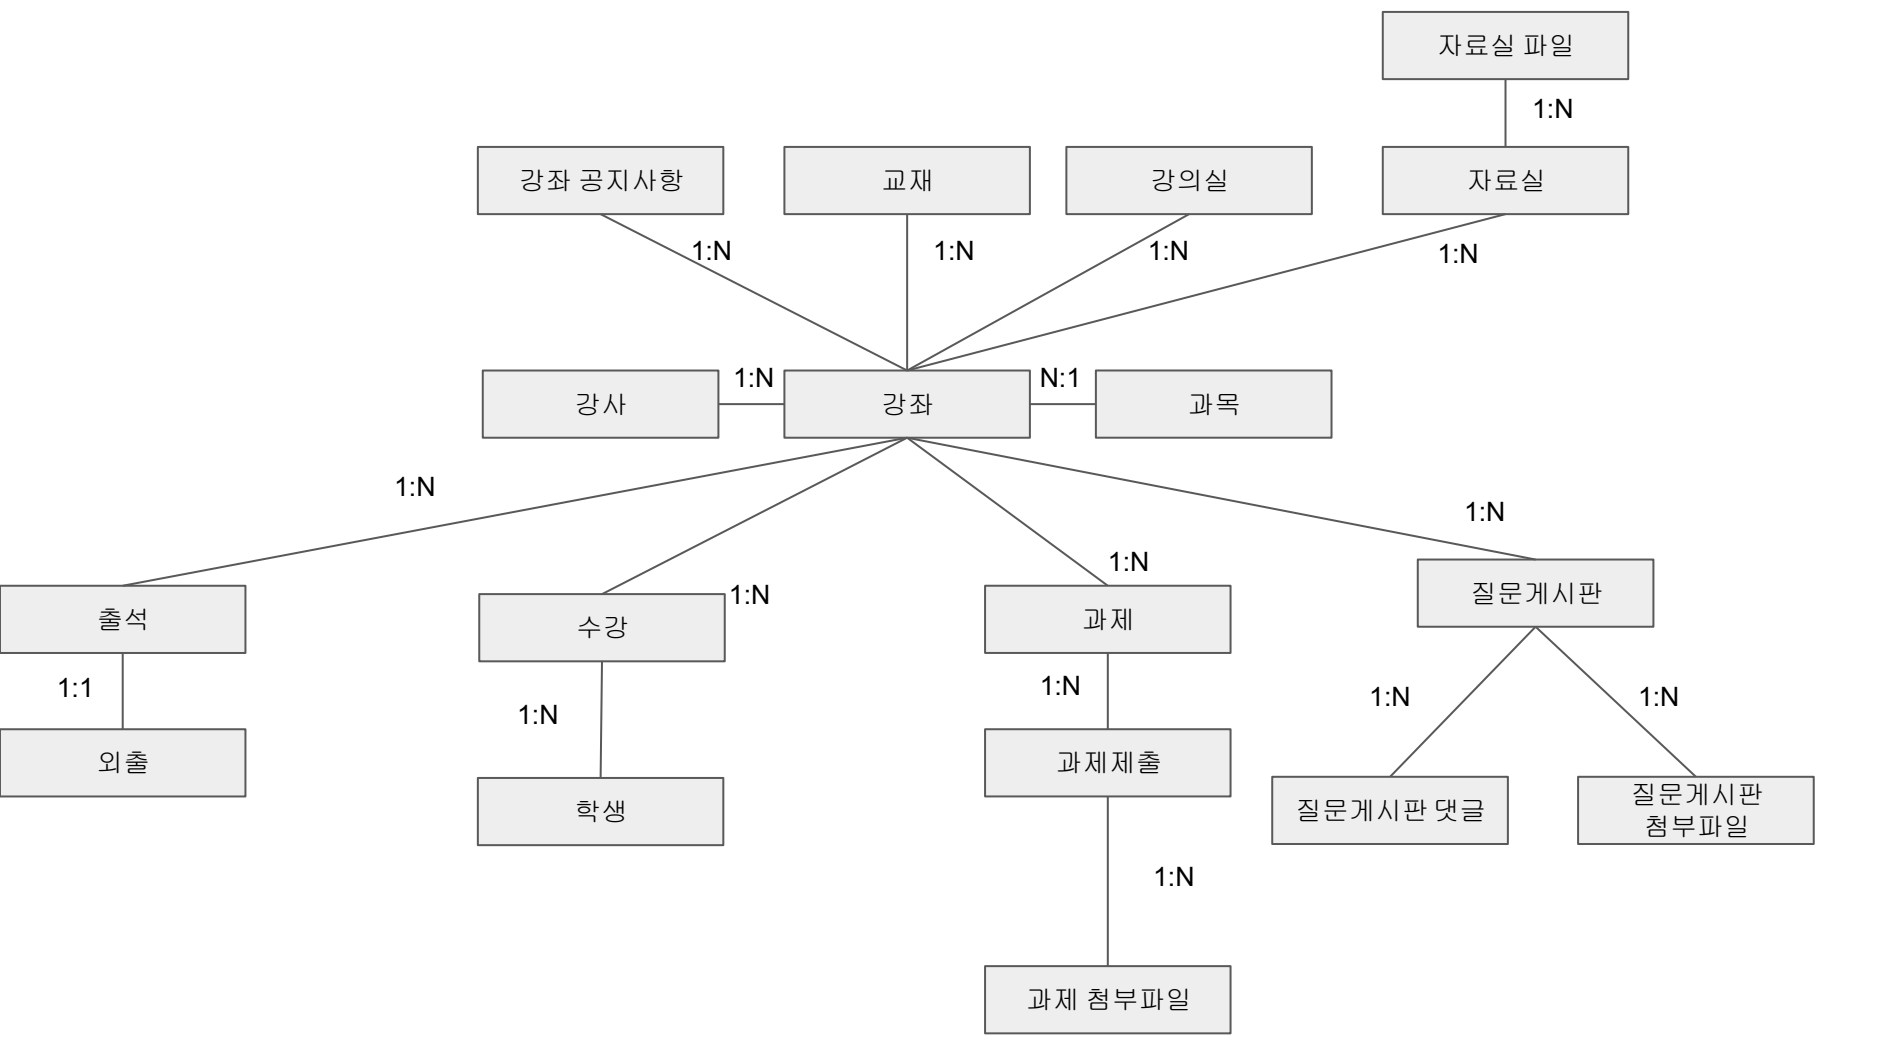 자료실 파일
1:N
강좌 공지사항
교재
강의실
자료실
1:N
1:N
1:N
1:N
강사
1:N
강좌
N:1
과목
1:N
1:N
1:N
1:N
출석
수강
과제
질문게시판
1:1
1:N
1:N
1:N
1:N
외출
학생
과제제출
질문게시판 댓글
질문게시판
첨부파일
1:N
과제 첨부파일